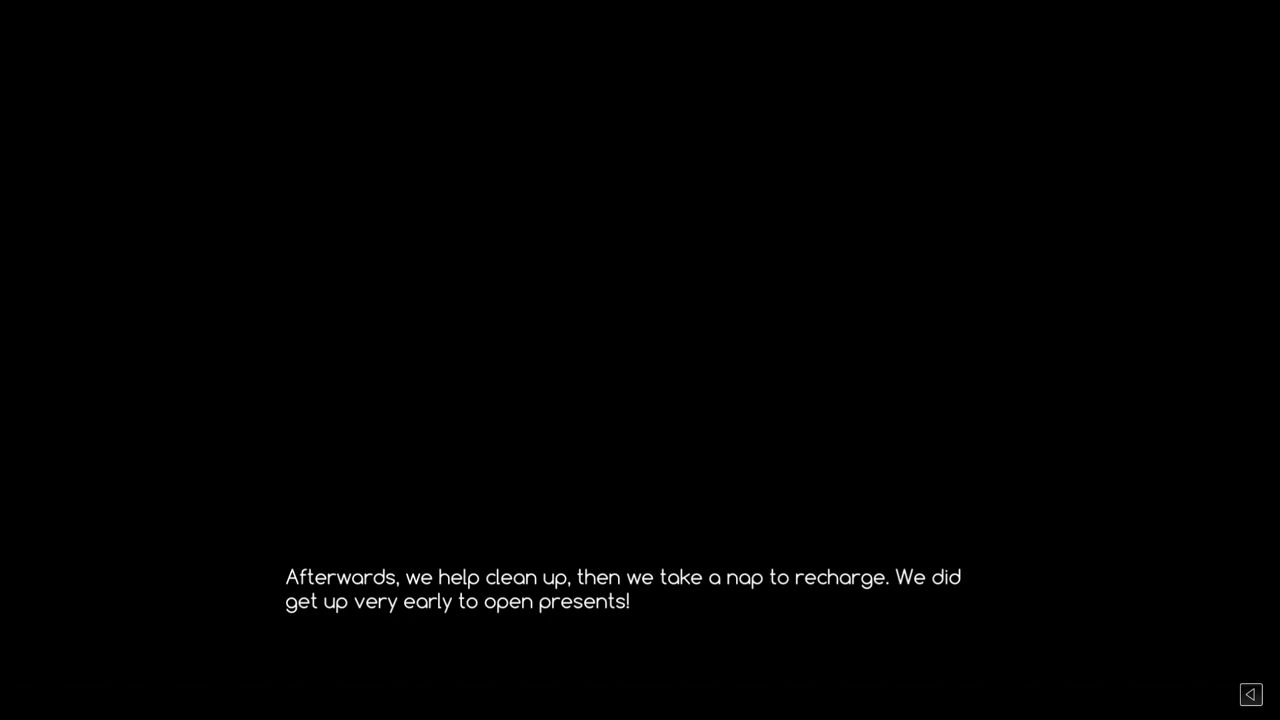 Afterwards, we help clean up, then we take a nap to recharge. We did
get up very early to open presents!